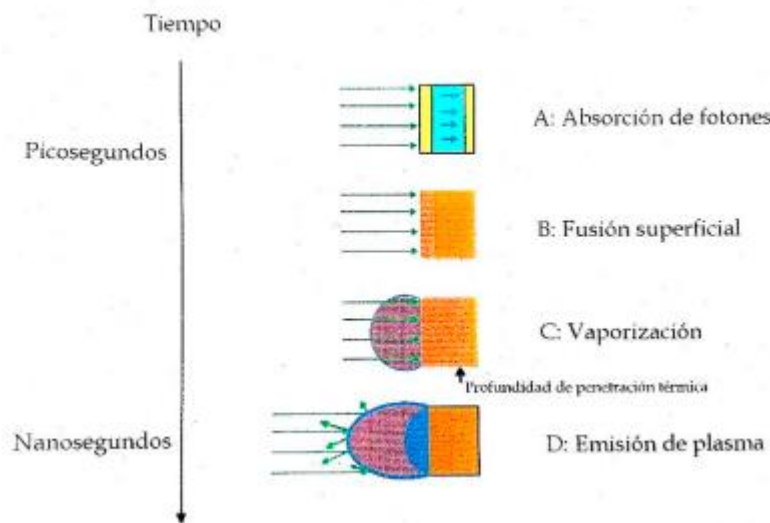 Tiempo
A: Absorción de fotones
Picosegundos
B: Fusión superficial
C: Vaporización
Profundidad de penetración térmica
Nanosegundos
D: Emisión de plasma